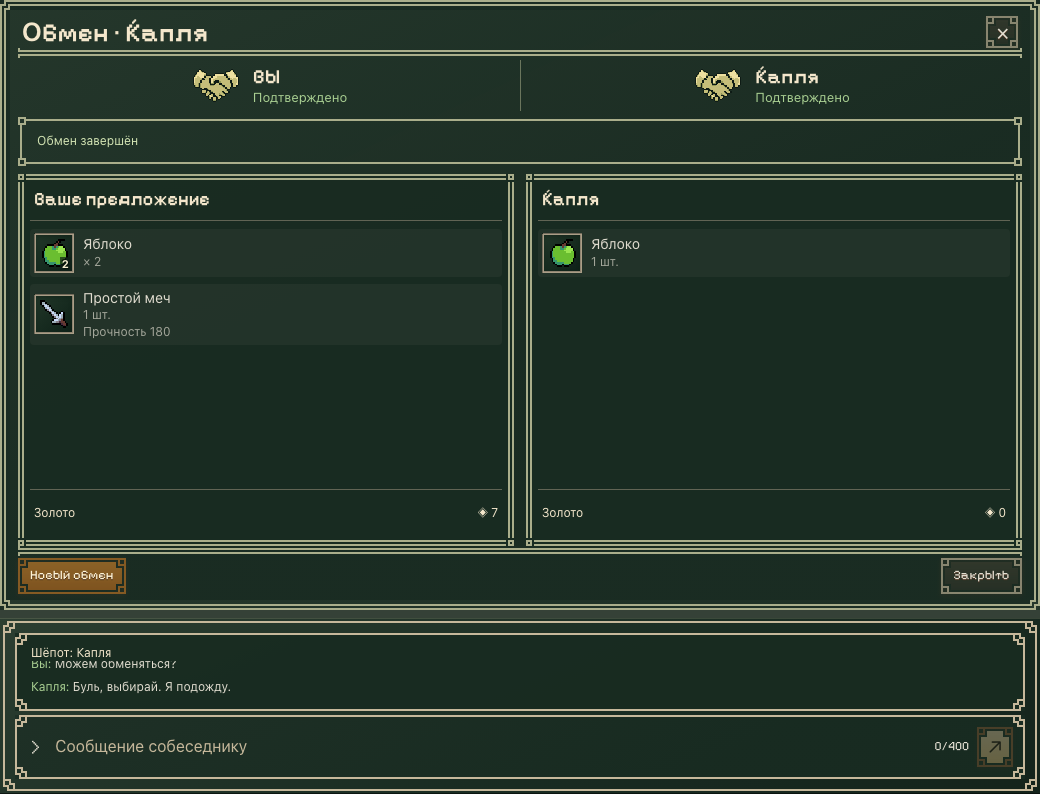 Обмен · Капля
Вы
Подтверждено
Капля
Подтверждено
Обмен завершён
Ваше предложение
Яблоко
2
× 2
Простой меч
1 шт.
Прочность 180
Золото
7
Капля
Яблоко
1 шт.
Золото
0
Новый обмен
Закрыть
Шёпот: Капля
Вы: Можем обменяться?
Капля: Буль, выбирай. Я подожду.
Сообщение собеседнику
0/400